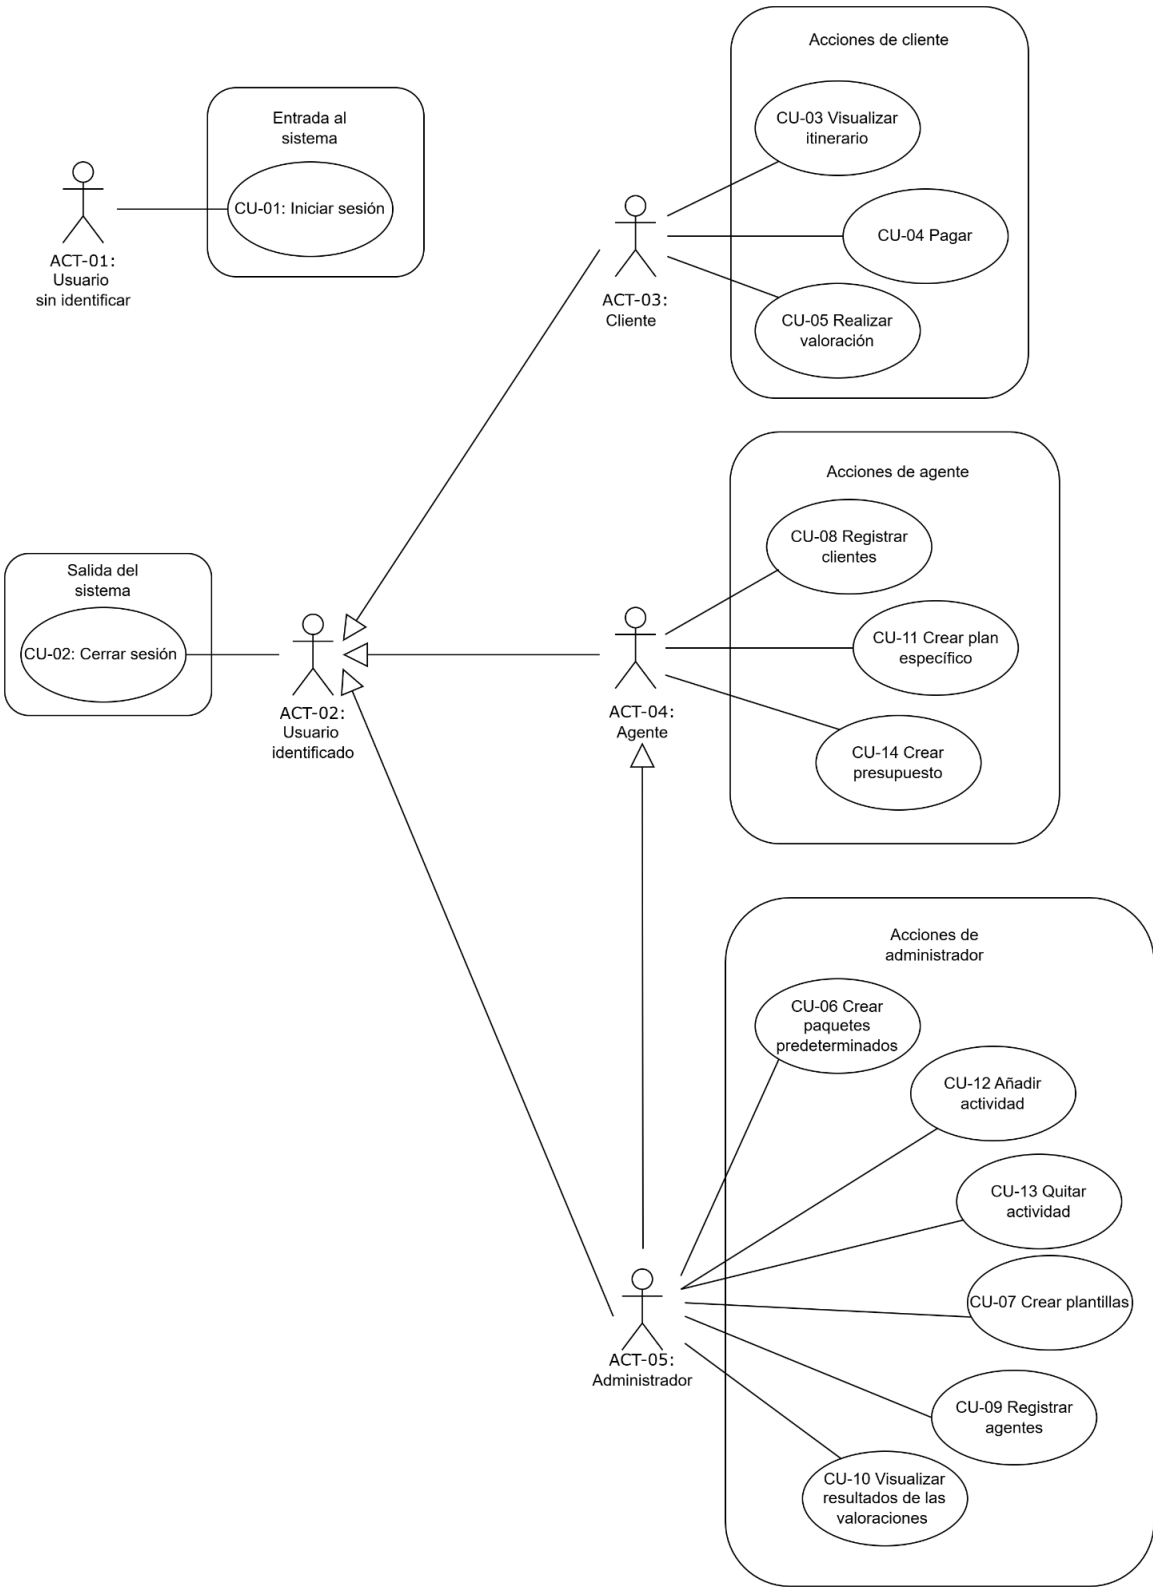 Entrada al
sistema
CU-01: Iniciar sesión
ACT-01:
Usuario
sin identificar
Acciones de cliente
CU-03 Visualizar
itinerario
CU-04 Pagar
CU-05 Realizar
valoración
ACT-03:
Cliente
Salida del
sistema
CU-02: Cerrar sesión
ACT-02:
Usuario
identificado
Acciones de agente
CU-08 Registrar
clientes
CU-11 Crear plan
específico
CU-14 Crear
presupuesto
ACT-04:
Agente
Acciones de
administrador
CU-06 Crear
paquetes
predeterminados
CU-12 Añadir
actividad
CU-13 Quitar
actividad
CU-07 Crear plantillas
CU-09 Registrar
agentes
CU-10 Visualizar
resultados de las
valoraciones
ACT-05:
Administrador